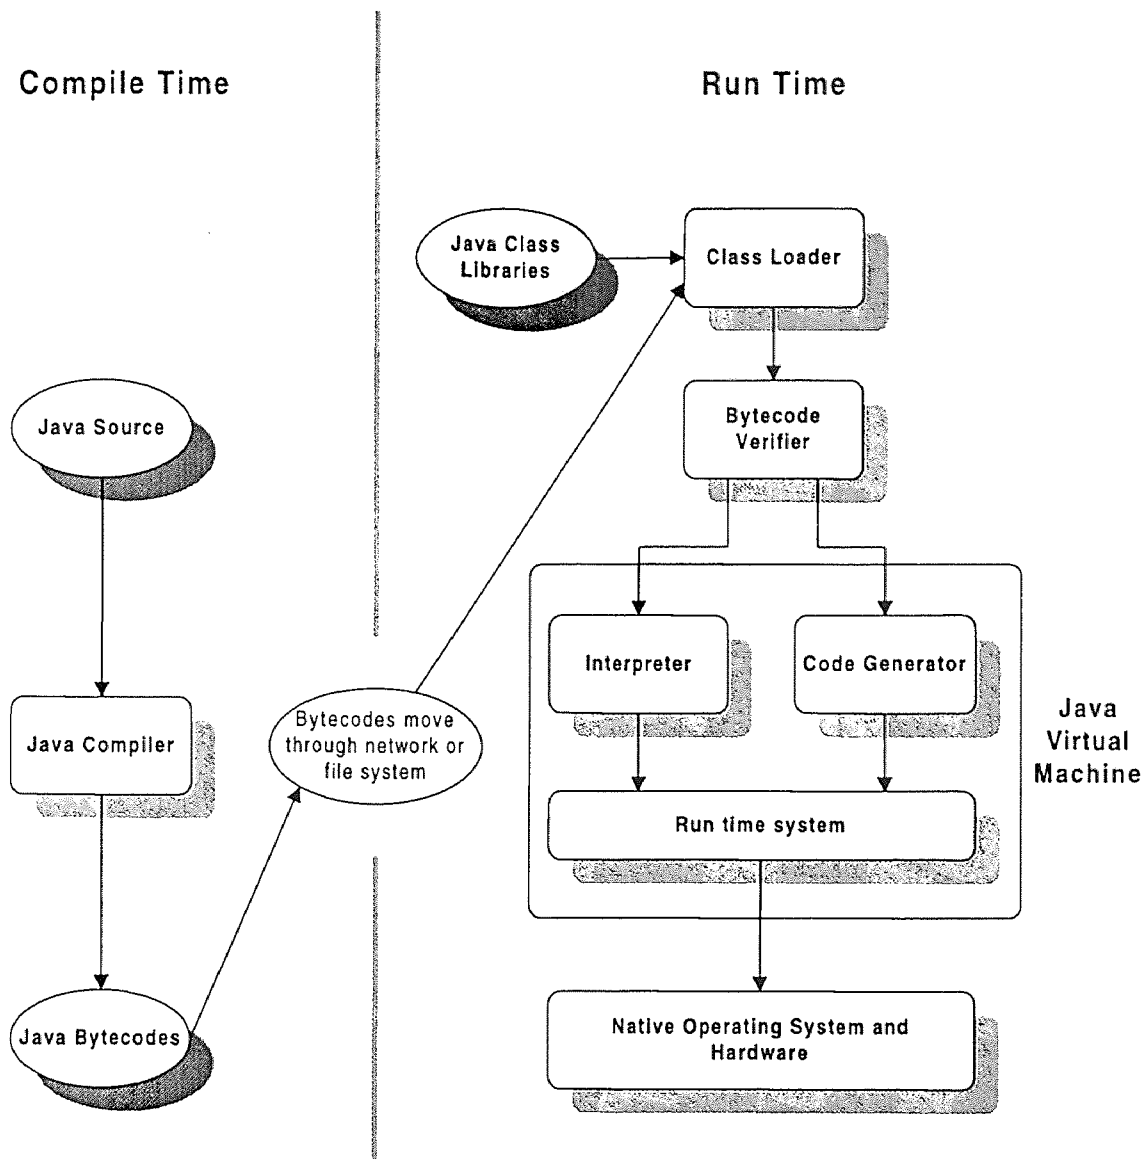 Compile Time
Run Time
Java Class
Libraries
Class Loader
Java Source
Bytecode
Verifier
Interpreter
Code Generator
Java Compiler
Bytecodes move
through network or
file system
Java
Virtual
Machine
Run time system
Java Bytecodes
Native Operating System and
Hardware